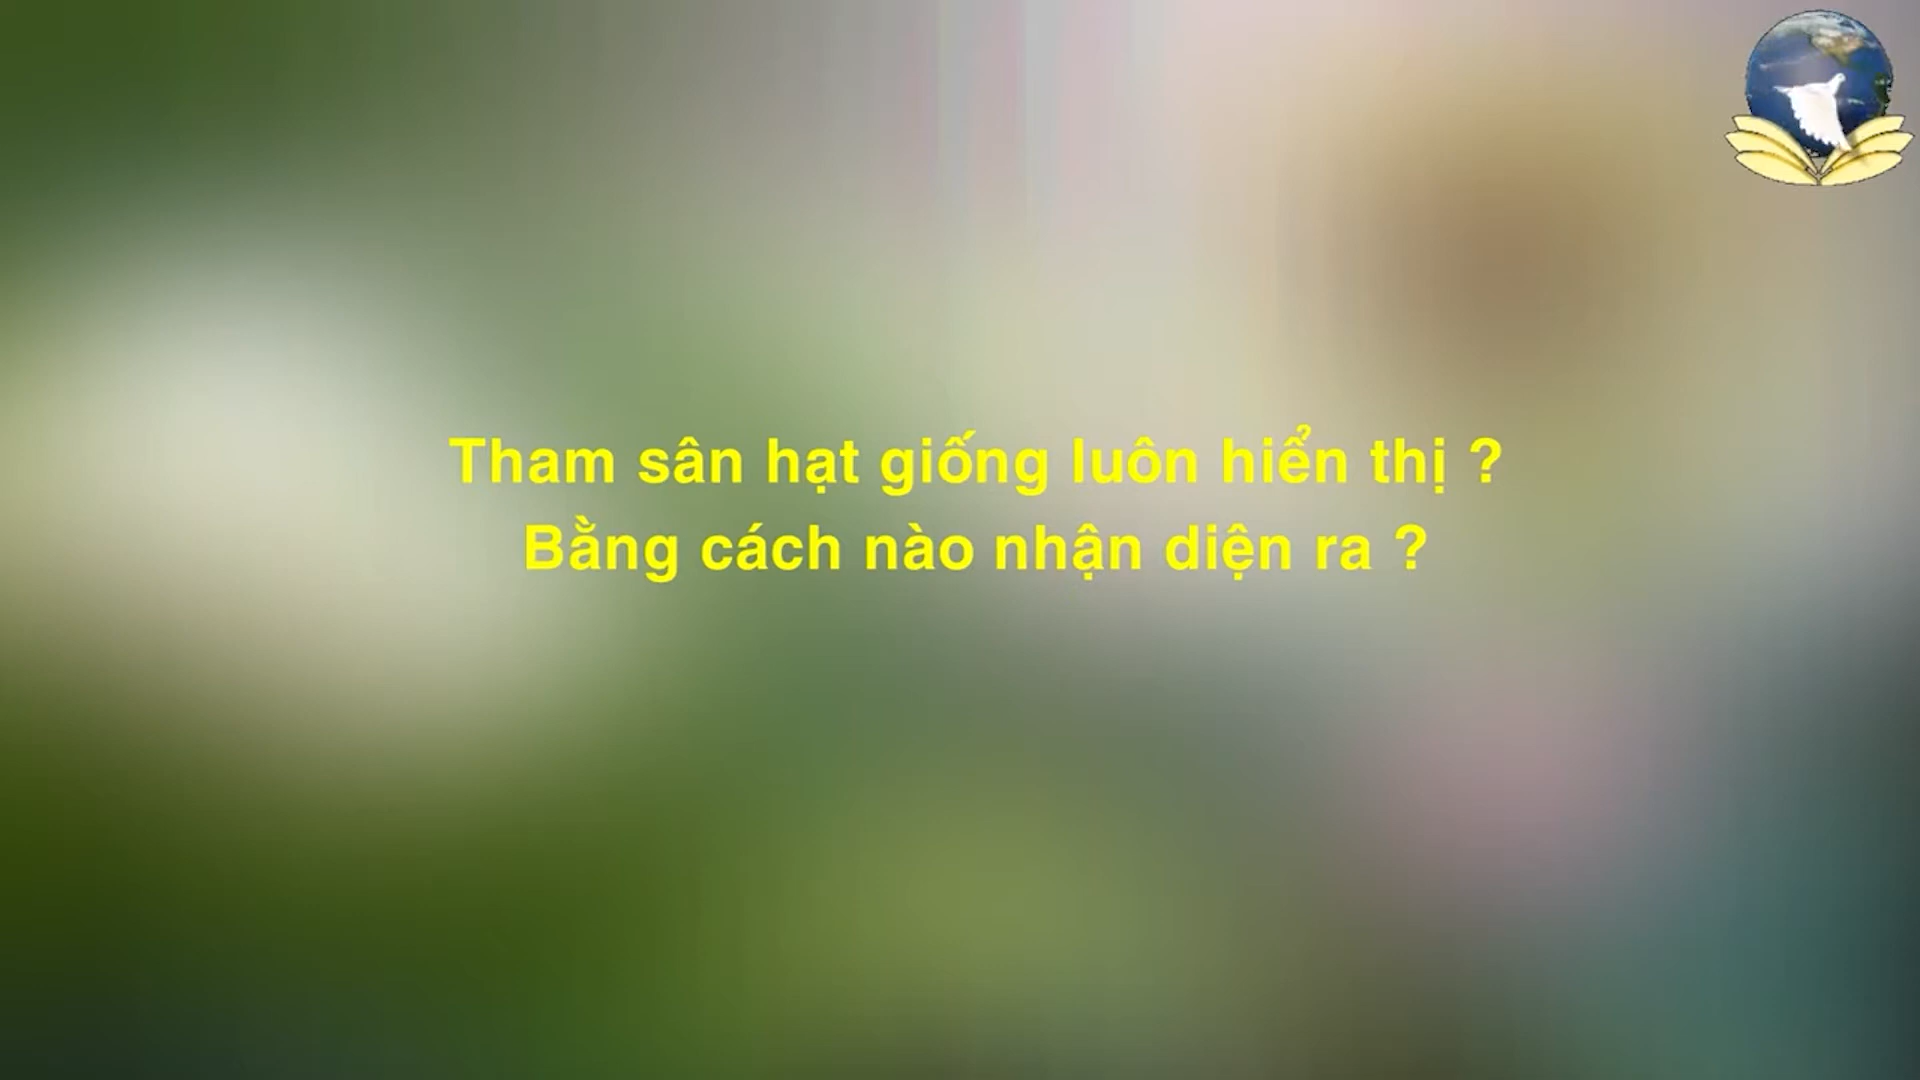 Tham sân hạt giống luôn hiển thị ?
Bằng cách nào nhận diện ra ?